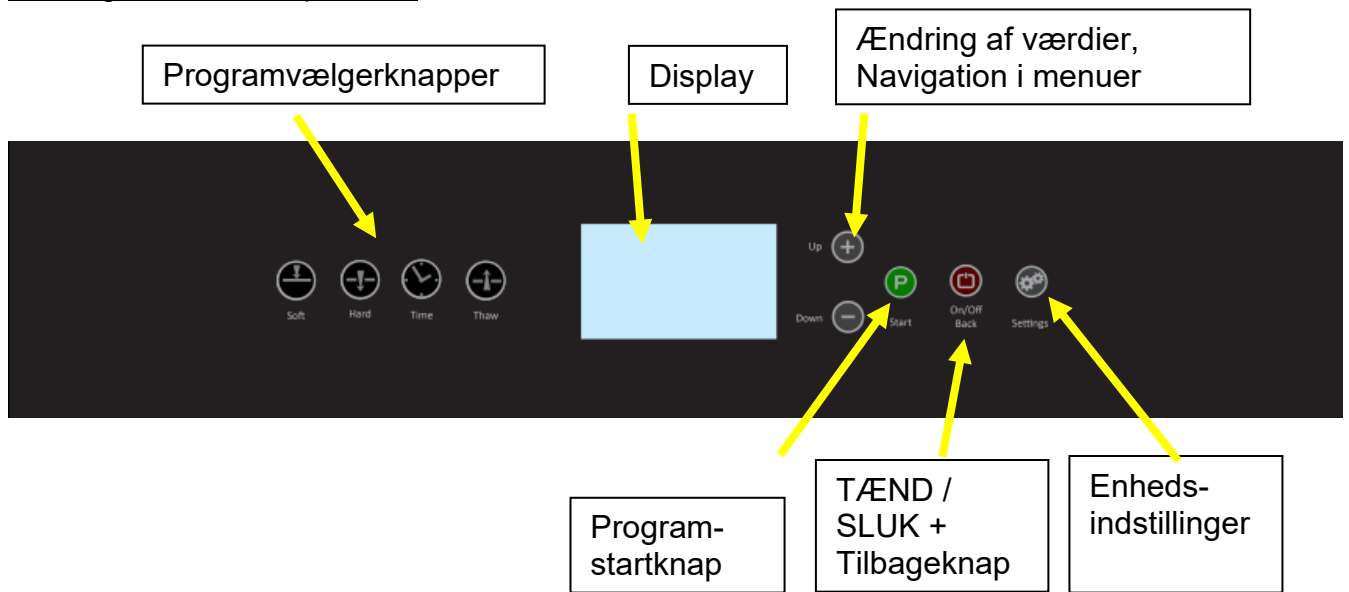 Programvælgerknapper
Display
Ændring af værdier,
Navigation i menuer
Up
Down
Soft
Hard
Time
Thaw
P
Start
On/Off
Back
Settings
Program-
startknap
TÆND /
SLUK +
Tilbageknap
Enheds-
indstillinger